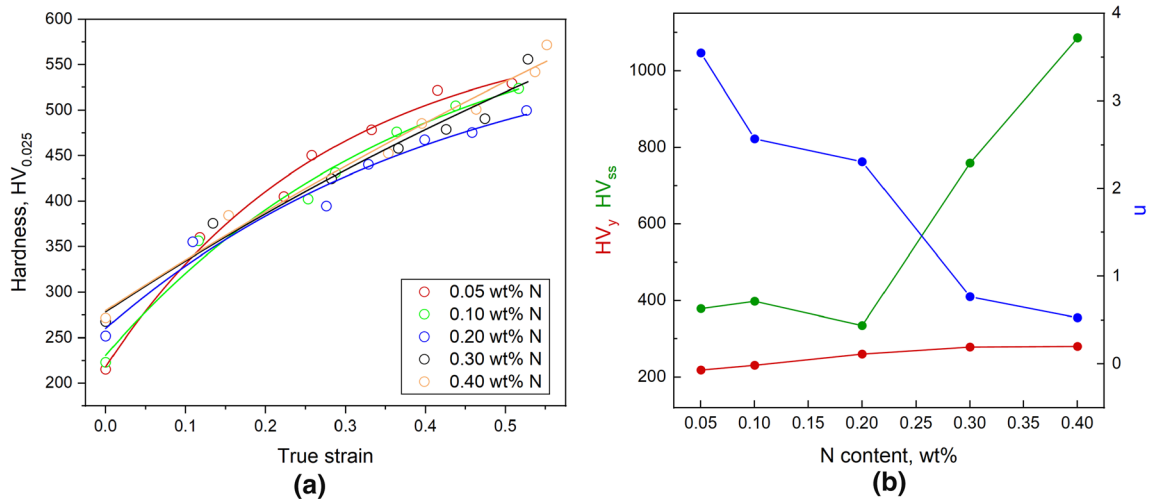 (a)
600
550
500
450
400
350
300
250
200
Hardness, HV0.025
0.0 0.1 0.2 0.3 0.4 0.5
True strain
0.05 wt% N
0.10 wt% N
0.20 wt% N
0.30 wt% N
0.40 wt% N
(a)
(b)
1000
800
600
400
200
HVy HVss
4
3
2
1
0
n
0.05 0.10 0.15 0.20 0.25 0.30 0.35 0.40
N content, wt%
(b)